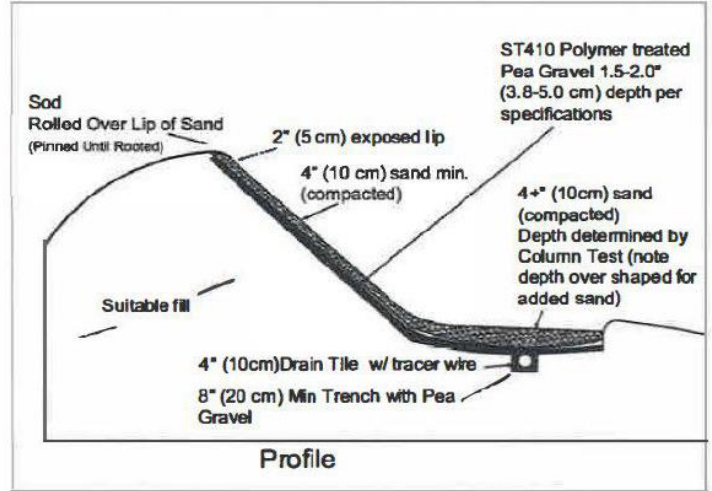 ST410 Polymer treated
Pea Gravel 1.5-2.0"
(3.8-5.0 cm) depth per
specifications
Sod
Rolled Over Lip of Sand
(Pinned Until Rooted)
2" (5 cm) exposed lip
4" (10 cm) sand min.
(compacted)
4+" (10cm) sand
(compacted)
Depth determined by
Column Test (note
depth over shaped for
added sand)
Suitable fill
4" (10cm)Drain Tile w/ tracer wire
8" (20 cm) Min Trench with Pea
Gravel
Profile